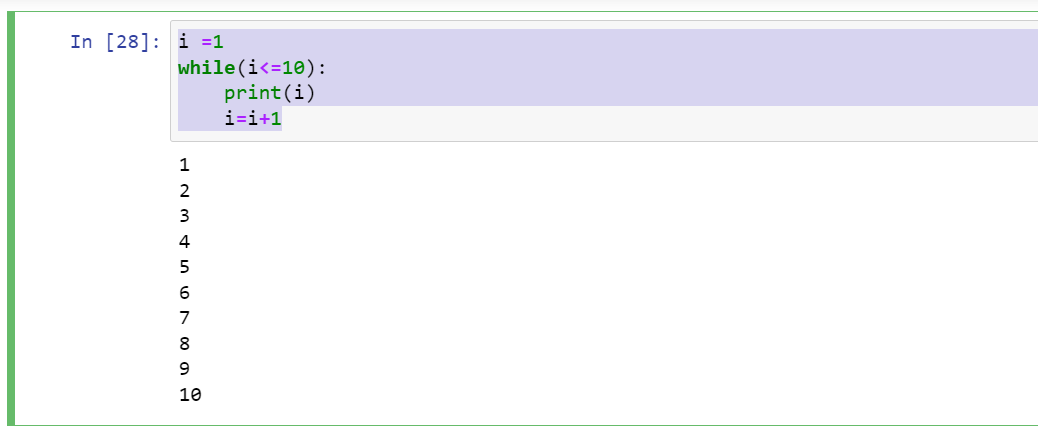 In [28]: i =1
while(i<=10):
    print(i)
    i=i+1
1
2
3
4
5
6
7
8
9
10